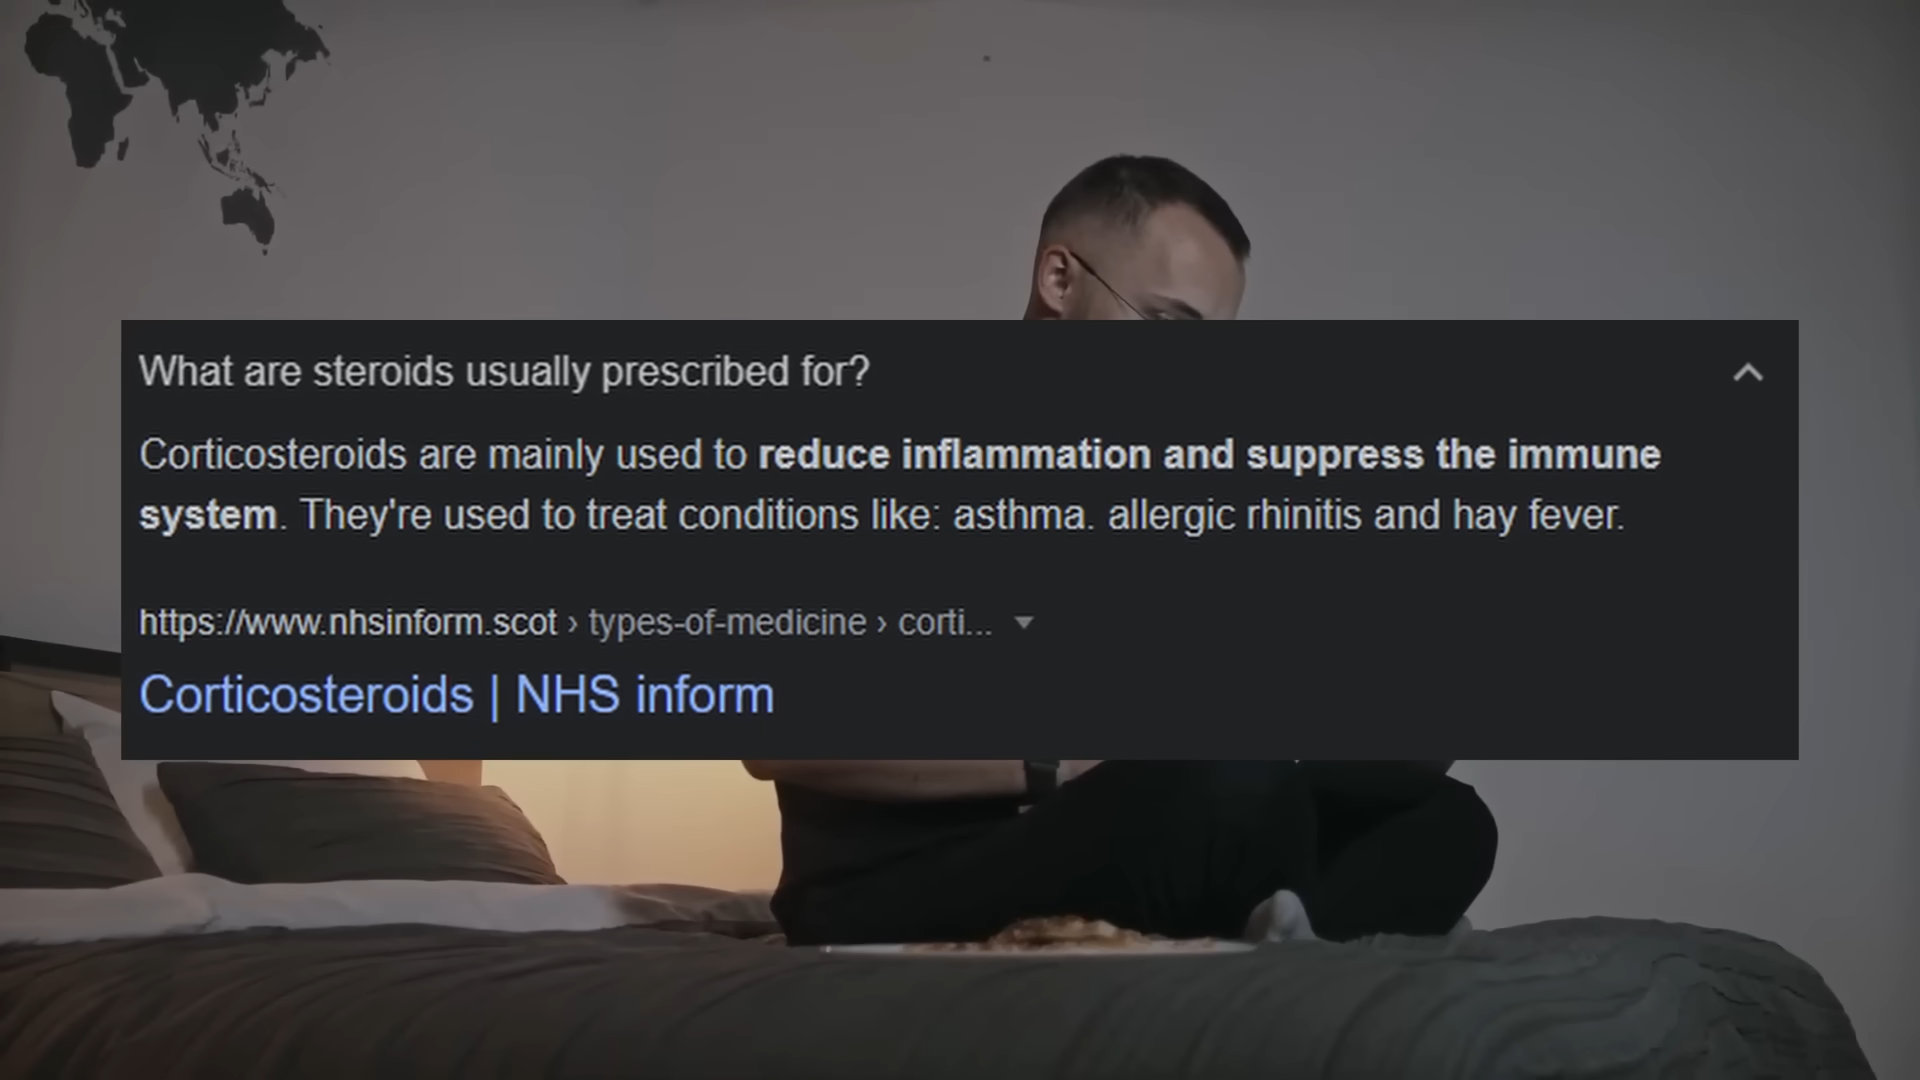 What are steroids usually prescribed for?
Corticosteroids are mainly used to reduce inflammation and suppress the immune
system. They're used to treat conditions like: asthma. allergic rhinitis and hay fever.
https://www.nhsinform.scot › types-of-medicine › corti...
Corticosteroids | NHS inform